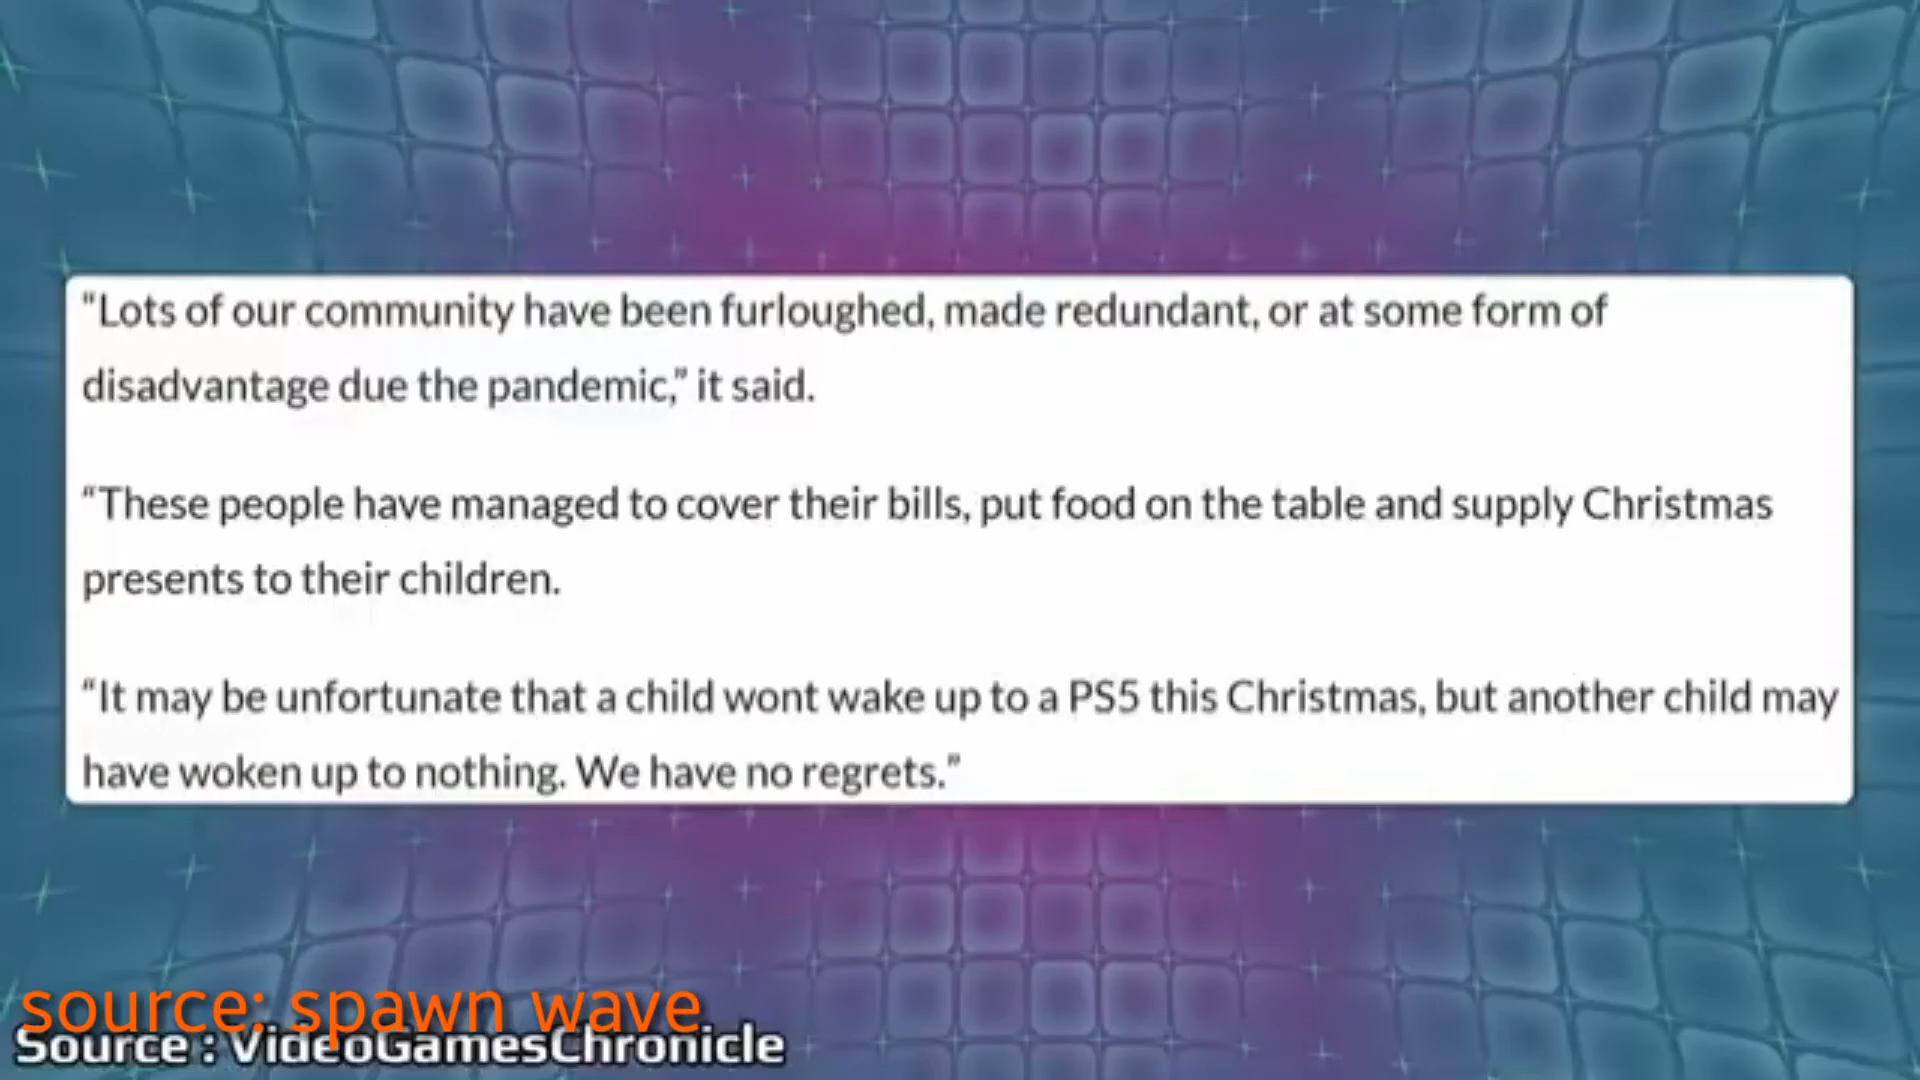 “Lots of our community have been furloughed, made redundant, or at some form of
disadvantage due the pandemic,” it said.
“These people have managed to cover their bills, put food on the table and supply Christmas
presents to their children.
“It may be unfortunate that a child wont wake up to a PS5 this Christmas, but another child may
have woken up to nothing. We have no regrets.”
source: spawn wave
Source : VideoGamesChronicle